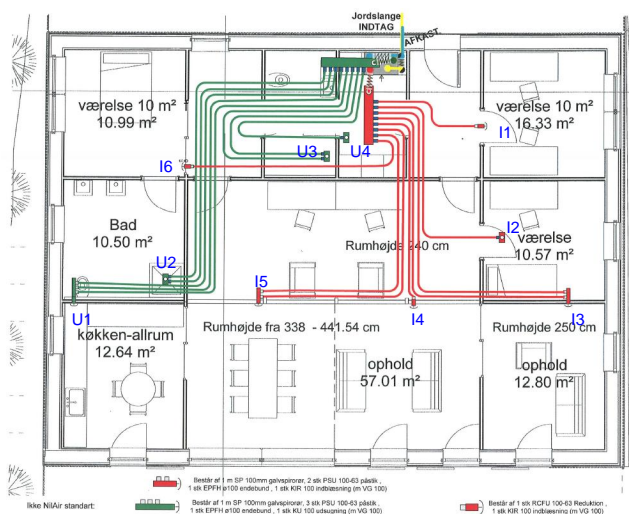 Jordslange
INDTAG
AFKAST.
værelse 10 m²
10.99 m²
værelse 10 m²
16.33 m²
I1
U4
U3
I6
Bad
10.50 m²
U2
I2
værelse
10.57 m²
Rumhøjde 240 cm
I5
U1
I4
I3
køkken-allrum
12.64 m²
Rumhøjde fra 338 - 441.54 cm
Rumhøjde 250 cm
ophold
57.01 m²
ophold
12.80 m²
Består af 1 m SP 100mm galvspirorør, 2 stk PSU 100-63 påstik ,
1 stk EPFH ø100 endebund , 1 stk KIR 100 indblæsning (m VG 100)
Ikke NilAir standart:
Består af 1 m SP 100mm galvspirorør, 3 stk PSU 100-63 påstik ,
1 stk EPFH ø100 endebund , 1 stk KU 100 udsugning (m VG 100)
Består af 1 stk RCFU 100-63 Reduktion ,
1 stk KIR 100 indblæsning (m VG 100)